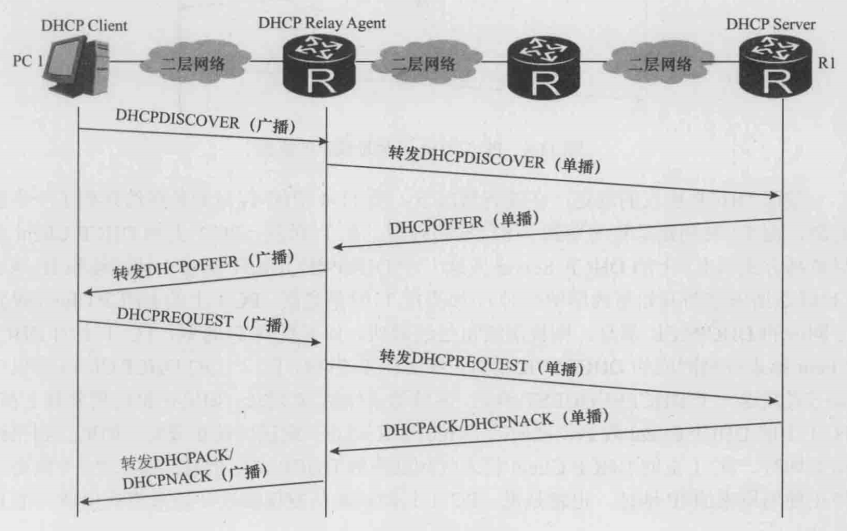 DHCP Client
DHCP Relay Agent
DHCP Server
PC 1
二层网络
R
二层网络
R
二层网络
R
R1
DHCPDISCOVER（广播）
转发DHCPDISCOVER（单播）
DHCPOFFER（单播）
转发DHCPOFFER（广播）
DHCPREQUEST（广播）
转发DHCPREQUEST（单播）
DHCPACK/DHCPNACK（单播）
转发DHCPACK/
DHCPNACK（广播）